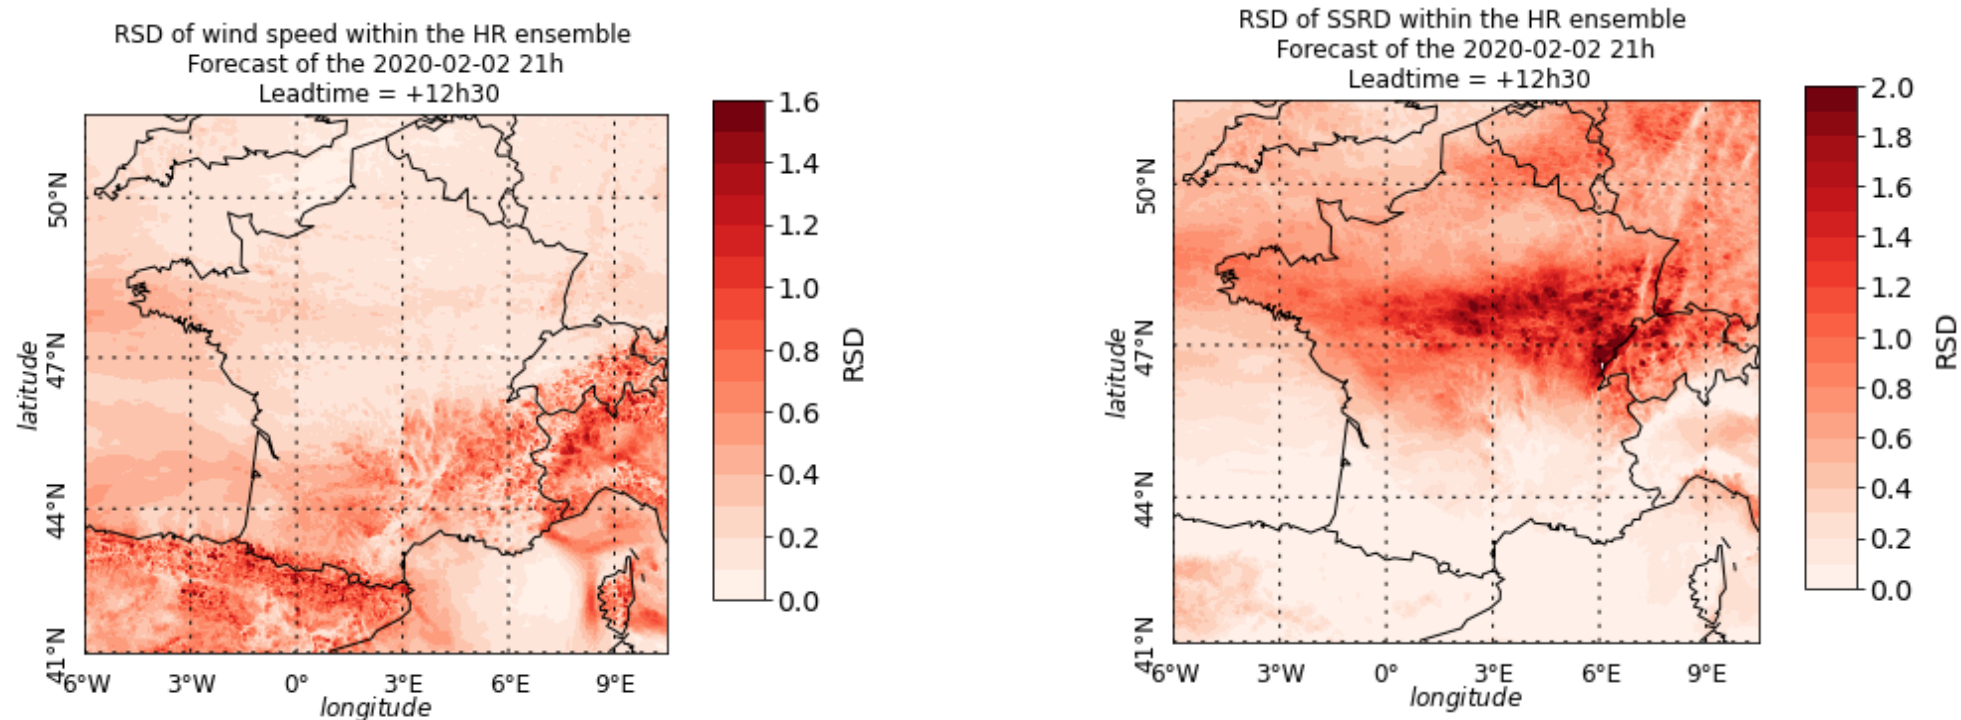 RSD of wind speed within the HR ensemble
Forecast of the 2020-02-02 21h
Leadtime = +12h30
1.6
1.4
1.2
1.0
0.8
0.6
0.4
0.2
0.0
RSD
50°N
47°N
44°N
41°N
latitude
6°W 3°W 0° 3°E 6°E 9°E
longitude
RSD of SSRD within the HR ensemble
Forecast of the 2020-02-02 21h
Leadtime = +12h30
2.0
1.8
1.6
1.4
1.2
1.0
0.8
0.6
0.4
0.2
0.0
RSD
50°N
47°N
44°N
41°N
latitude
6°W 3°W 0° 3°E 6°E 9°E
longitude